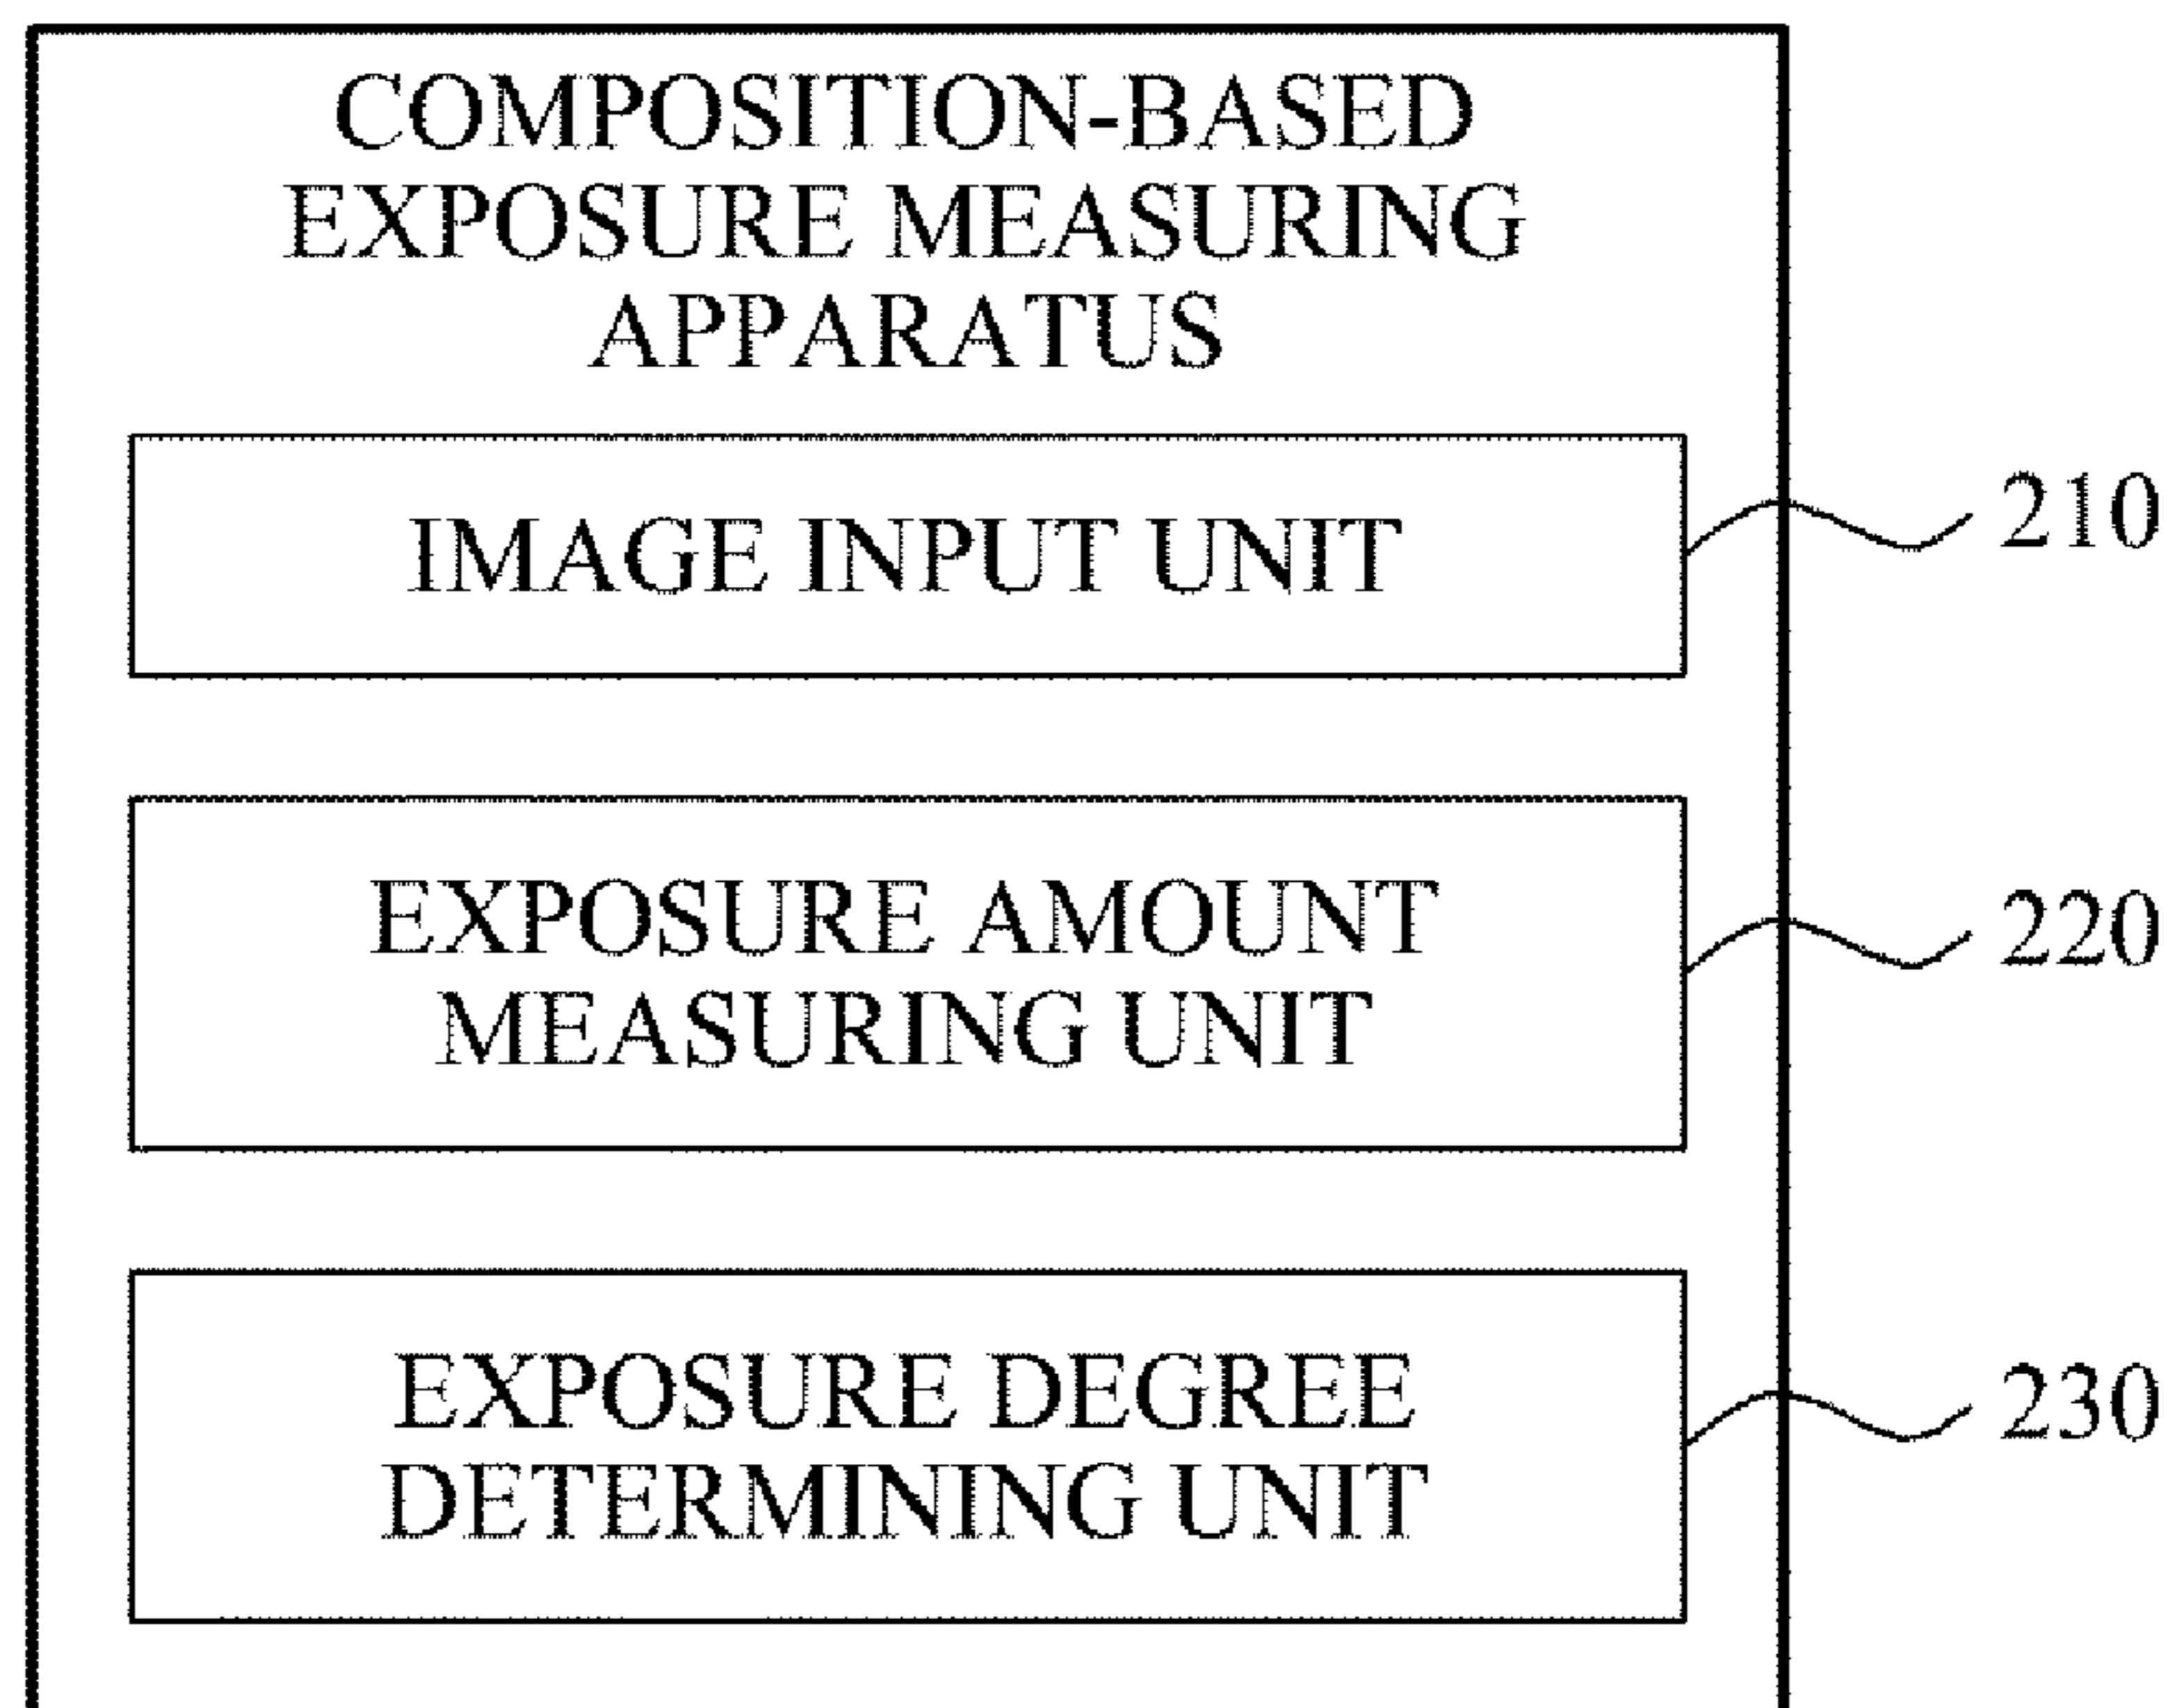 COMPOSITION-BASED
EXPOSURE MEASURING
APPARATUS
IMAGE INPUT UNIT
210
EXPOSURE AMOUNT
MEASURING UNIT
220
EXPOSURE DEGREE
DETERMINING UNIT
230